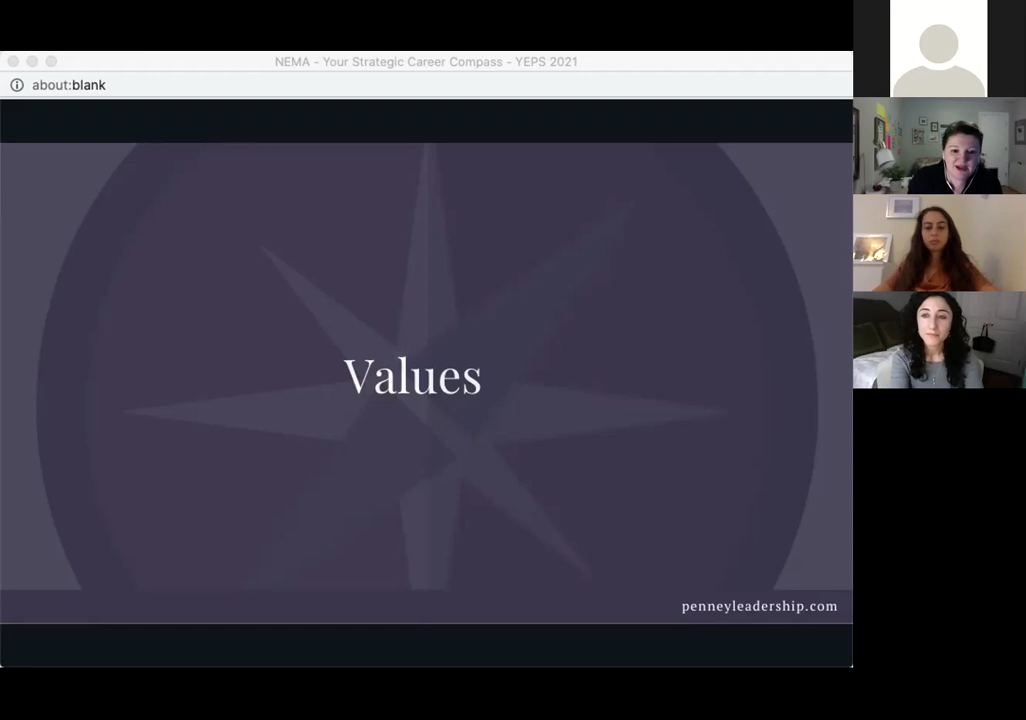 NEMA - Your Strategic Career Compass - YEPS 2021
about:blank
Values
penneyleadership.com